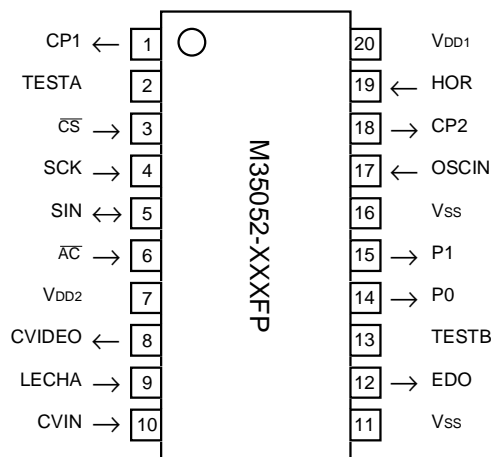 CP1 ← 1 20 VDD1
TESTA 2 19 ← HOR
C̅S̅ → 3 18 → CP2
SCK → 4 17 ← OSCIN
SIN ↔ 5 16 VSS
A̅C̅ → 6 15 → P1
VDD2 7 14 → P0
CVIDEO ← 8 13 TESTB
LECHA → 9 12 → EDO
CVIN → 10 11 VSS
M35052-XXXFP